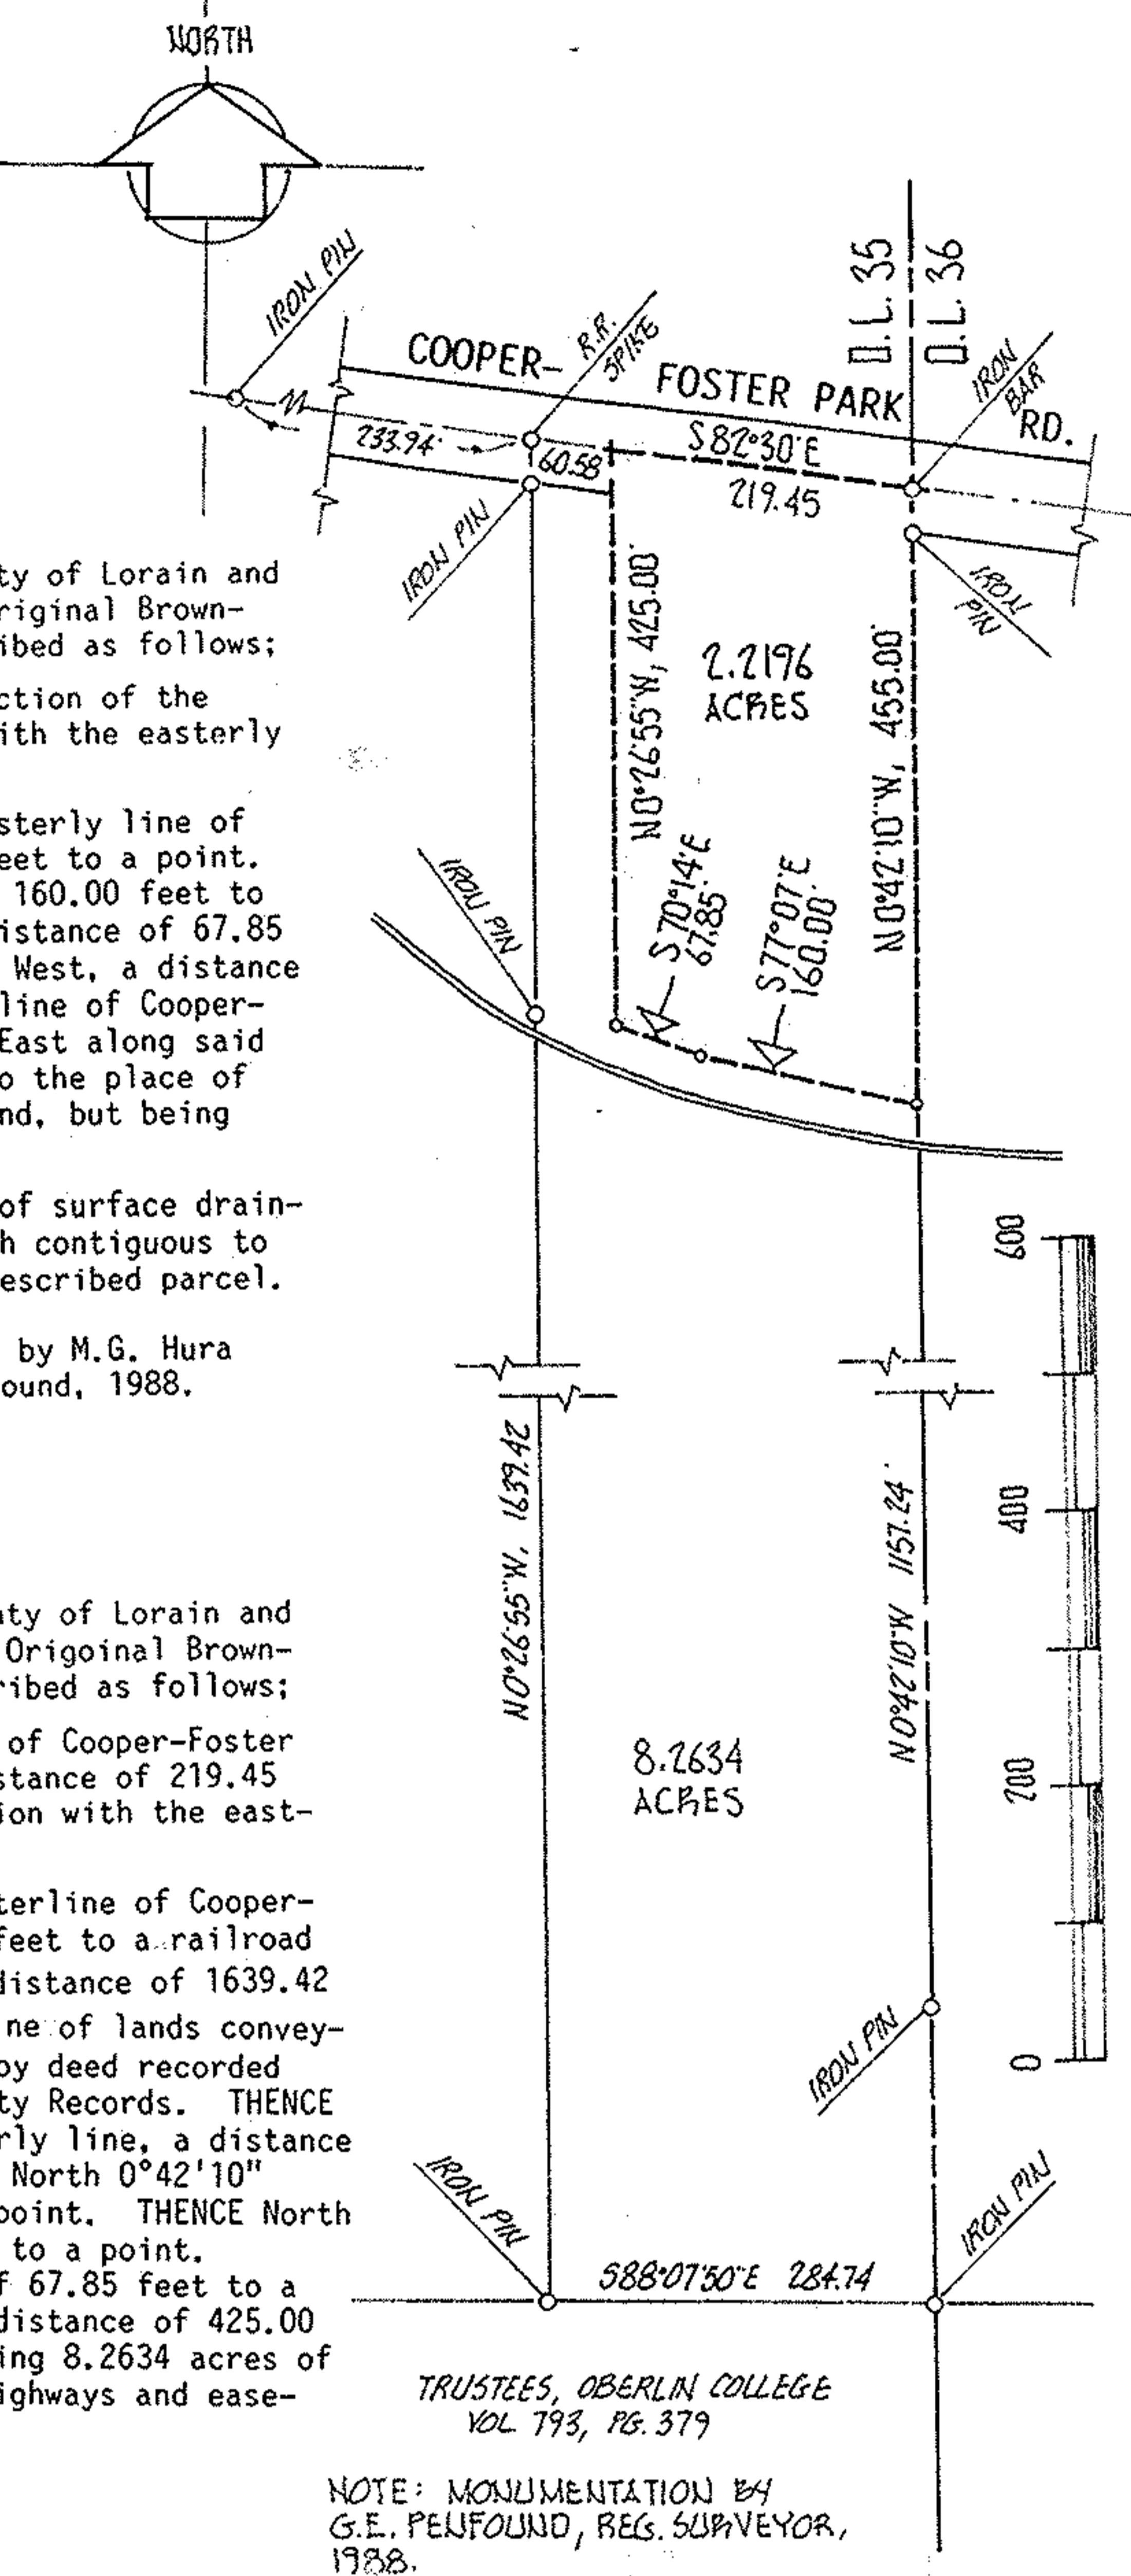 NORTH
IRON PIN
R.R.
SPIKE
O.L. 35
O.L. 36
IRON
BAR
COOPER-
FOSTER PARK
RD.
233.94'
60.58
S82°30'E
219.45
IRON PIN
IRON
PIN
ty of Lorain and
riginal Brown-
ibed as follows;
ction of the
ith the easterly
sterly line of
eet to a point.
160.00 feet to
istance of 67.85
West, a distance
line of Cooper-
East along said
o the place of
nd, but being
of surface drain-
h contiguous to
escribed parcel.
by M.G. Hura
ound, 1988.
N0°26'55"W, 425.00'
2.2196
ACRES
N0°42'10"W, 455.00'
IRON PIN
S70°14'E
67.85'
S77°07'E
160.00'
600
400
200
0
N0°26'55"W, 1639.42
N0°42'10"W 1157.24'
8.2634
ACRES
nty of Lorain and
Origoinal Brown-
ribed as follows;
of Cooper-Foster
stance of 219.45
ion with the east-
terline of Cooper-
feet to a railroad
distance of 1639.42
ne of lands convey-
by deed recorded
ty Records. THENCE
rly line, a distance
North 0°42'10"
point. THENCE North
to a point.
f 67.85 feet to a
distance of 425.00
ing 8.2634 acres of
ighways and ease-
IRON PIN
IRON PIN
IRON PIN
S88°07'50"E 284.74
TRUSTEES, OBERLIN COLLEGE
VOL 793, PG. 379
NOTE: MONUMENTATION BY
G.E. PENFOUND, REG. SURVEYOR,
1988.